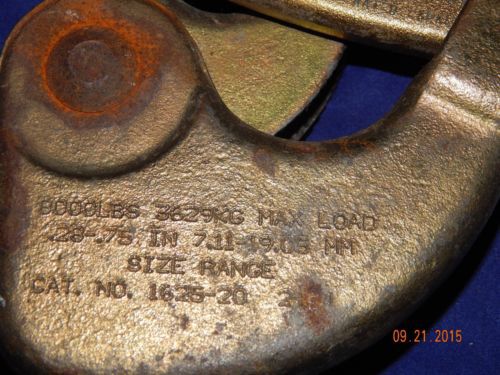 8000LBS 3629KG MAX LOAD
.28-.75 IN 7.11-19.05 MM
SIZE RANGE
CAT. NO. 1625-20
09.21.2015